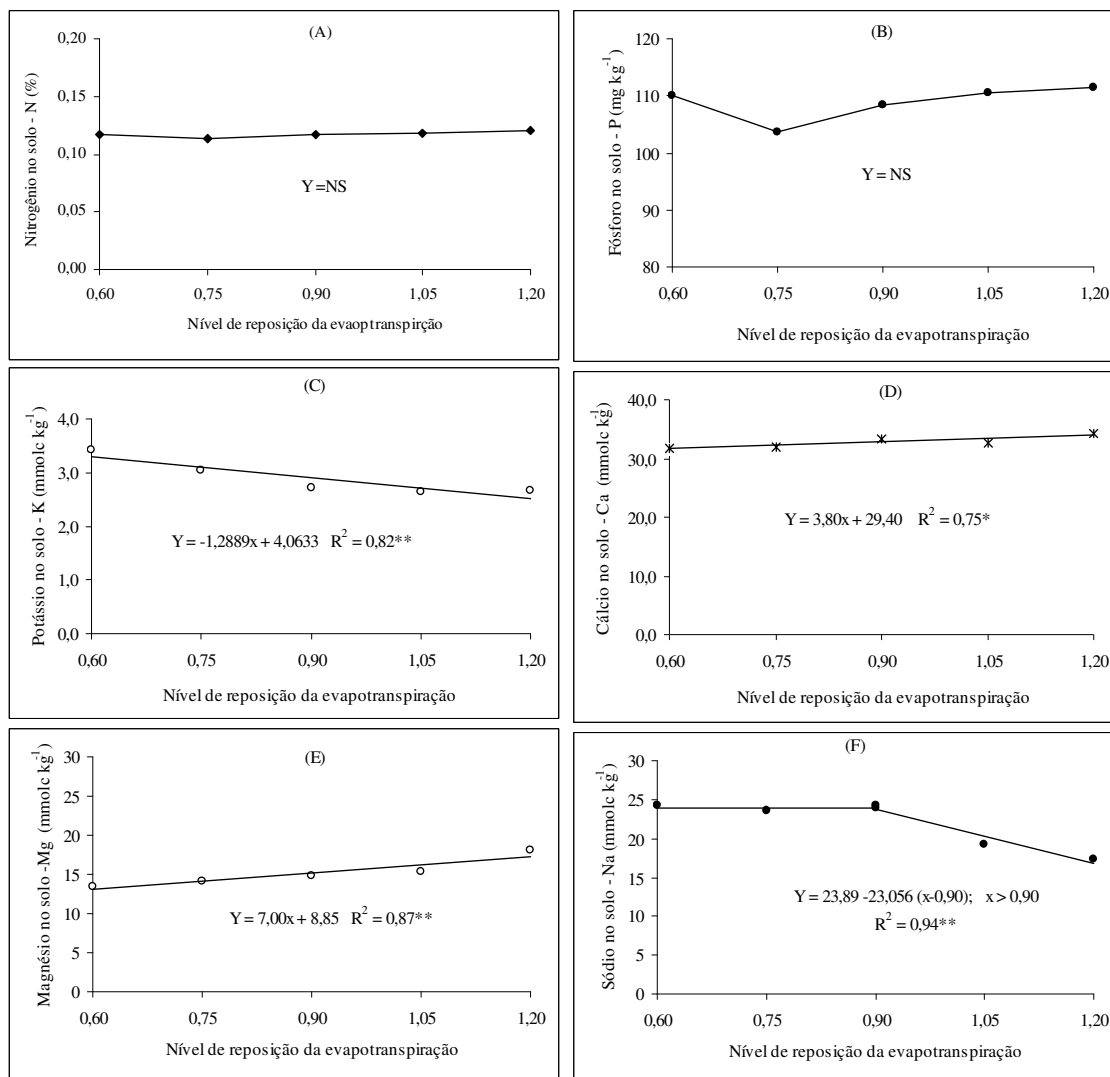 (A)
Nitrogênio no solo - N (%)
0,20
0,15
0,10
0,05
0,00
Y=NS
0,60 0,75 0,90 1,05 1,20
Nível de reposição da evaoptranspirção
(B)
Fósforo no solo - P (mg kg-1)
120
110
100
90
80
Y = NS
0,60 0,75 0,90 1,05 1,20
Nível de reposição da evapotranspiração
(C)
Potássio no solo - K (mmolc kg-1)
4,0
3,0
2,0
1,0
0,0
Y = -1,2889x + 4,0633 R2 = 0,82**
0,60 0,75 0,90 1,05 1,20
Nível de reposição da evapotranspiração
(D)
Cálcio no solo - Ca (mmolc kg-1)
40,0
30,0
20,0
10,0
0,0
Y = 3,80x + 29,40 R2 = 0,75*
0,60 0,75 0,90 1,05 1,20
Nível de reposição da evapotranspiração
(E)
Magnésio no solo -Mg (mmolc kg-1)
30
25
20
15
10
5
0
Y = 7,00x + 8,85 R2 = 0,87**
0,60 0,75 0,90 1,05 1,20
Nível de reposição da evapotranspiração
(F)
Sódio no solo - Na (mmolc kg-1)
30
25
20
15
10
5
0
Y = 23,89 -23,056 (x-0,90); x > 0,90
R2 = 0,94**
0,60 0,75 0,90 1,05 1,20
Nível de reposição da evapotranspiração